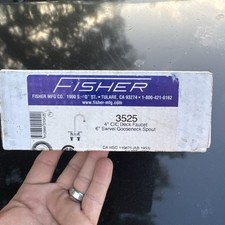 FISHER
FISHER MFG CO. 1900 S. "O" ST. • TULARE, CA 93274 • 1-800-421-6162
www.fisher-mfg.com
3525
4" C/C Deck Faucet
6" Swivel Gooseneck Spout